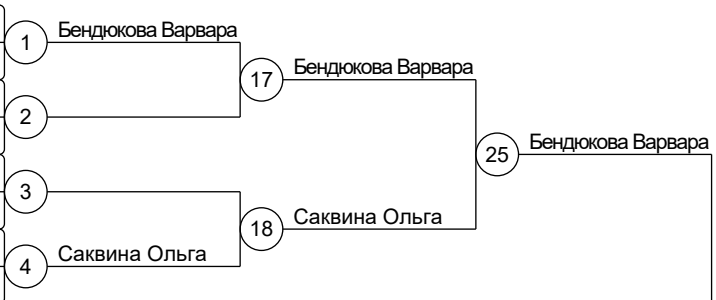 1 Бендюкова Варвара
17 Бендюкова Варвара
2
25 Бендюкова Варвара
3
18 Саквина Ольга
4 Саквина Ольга